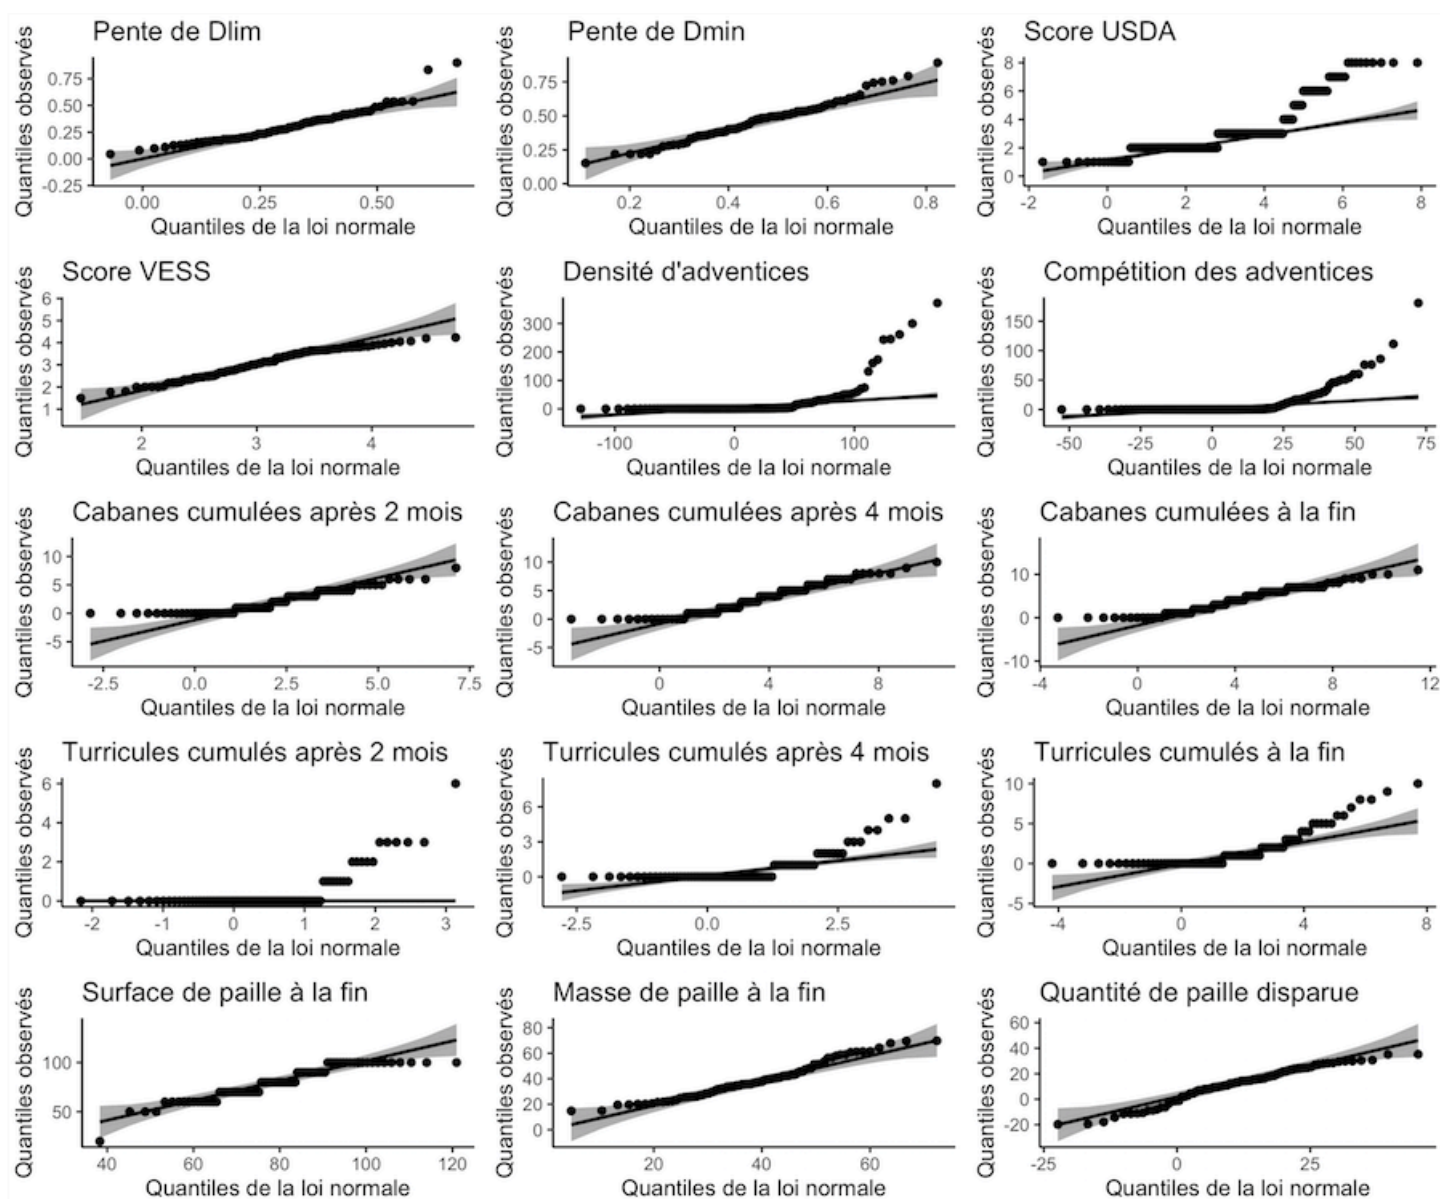 Pente de Dlim
Quantiles observés
0.75
0.50
0.25
0.00
-0.25
0.00 0.25 0.50
Quantiles de la loi normale
Pente de Dmin
Quantiles observés
0.75
0.50
0.25
0.00
0.2 0.4 0.6 0.8
Quantiles de la loi normale
Score USDA
Quantiles observés
8
6
4
2
0
-2 0 2 4 6 8
Quantiles de la loi normale
Score VESS
Quantiles observés
6
5
4
3
2
1
2 3 4
Quantiles de la loi normale
Densité d'adventices
Quantiles observés
300
200
100
0
-100 0 100
Quantiles de la loi normale
Compétition des adventices
Quantiles observés
150
100
50
0
-50 -25 0 25 50 75
Quantiles de la loi normale
Cabanes cumulées après 2 mois
Quantiles observés
10
5
0
-5
-2.5 0.0 2.5 5.0 7.5
Quantiles de la loi normale
Cabanes cumulées après 4 mois
Quantiles observés
10
5
0
-5
0 4 8
Quantiles de la loi normale
Cabanes cumulées à la fin
Quantiles observés
10
0
-10
-4 0 4 8 12
Quantiles de la loi normale
Turricules cumulés après 2 mois
Quantiles observés
6
4
2
0
-2 -1 0 1 2 3
Quantiles de la loi normale
Turricules cumulés après 4 mois
Quantiles observés
6
3
0
-2.5 0.0 2.5
Quantiles de la loi normale
Turricules cumulés à la fin
Quantiles observés
10
5
0
-5
-4 0 4 8
Quantiles de la loi normale
Surface de paille à la fin
Quantiles observés
100
50
40 60 80 100 120
Quantiles de la loi normale
Masse de paille à la fin
Quantiles observés
80
60
40
20
0
20 40 60
Quantiles de la loi normale
Quantité de paille disparue
Quantiles observés
60
40
20
0
-20
-25 0 25
Quantiles de la loi normale